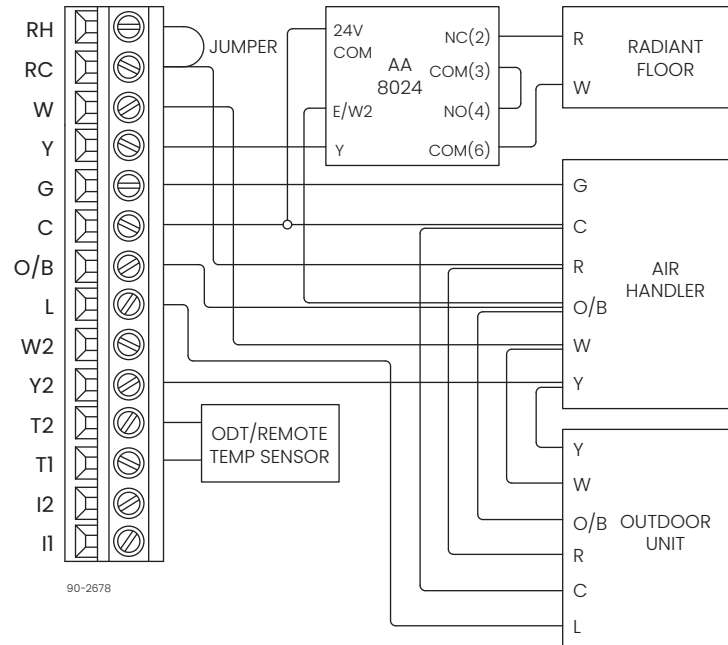 RH
RC
W
Y
G
C
O/B
L
W2
Y2
T2
T1
I2
I1
JUMPER
24V
COM
E/W2
Y
AA
8024
NC(2)
COM(3)
NO(4)
COM(6)
R
W
RADIANT
FLOOR
G
C
R
O/B
W
Y
AIR
HANDLER
Y
W
O/B
R
C
L
OUTDOOR
UNIT
ODT/REMOTE
TEMP SENSOR
90-2678